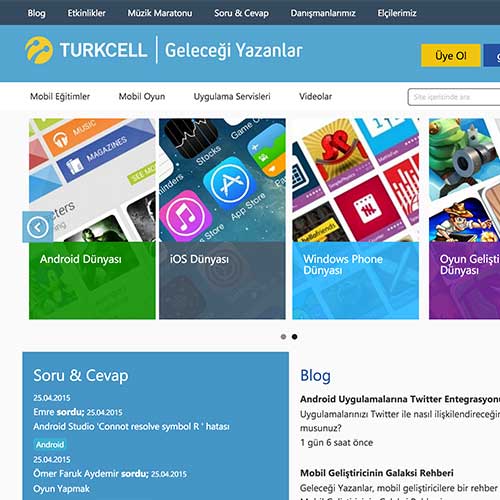 Blog Etkinlikler Müzik Maratonu Soru & Cevap Danışmanlarımız Elçilerimiz
TURKCELL Geleceği Yazanlar
Üye Ol
Mobil Eğitimler Mobil Oyun Uygulama Servisleri Videolar
Site içerisinde ara
MUSIC
MAGAZINES
SEE MORE
Stocks
Game Ce
App Store
Android Dünyası
iOS Dünyası
Windows Phone
Dünyası
Oyun Gelişti
Dünyası
Soru & Cevap
25.04.2015
Emre sordu; 25.04.2015
Android Studio 'Connot resolve symbol R ' hatası
Android
25.04.2015
Ömer Faruk Aydemir sordu; 25.04.2015
Oyun Yapmak
Blog
Android Uygulamalarına Twitter Entegrasyonu
Uygulamalarınızı Twitter ile nasıl ilişkilendireceğin
musunuz?
1 gün 6 saat önce
Mobil Geliştiricinin Galaksi Rehberi
Geleceği Yazanlar, mobil geliştiricilere bir rehber